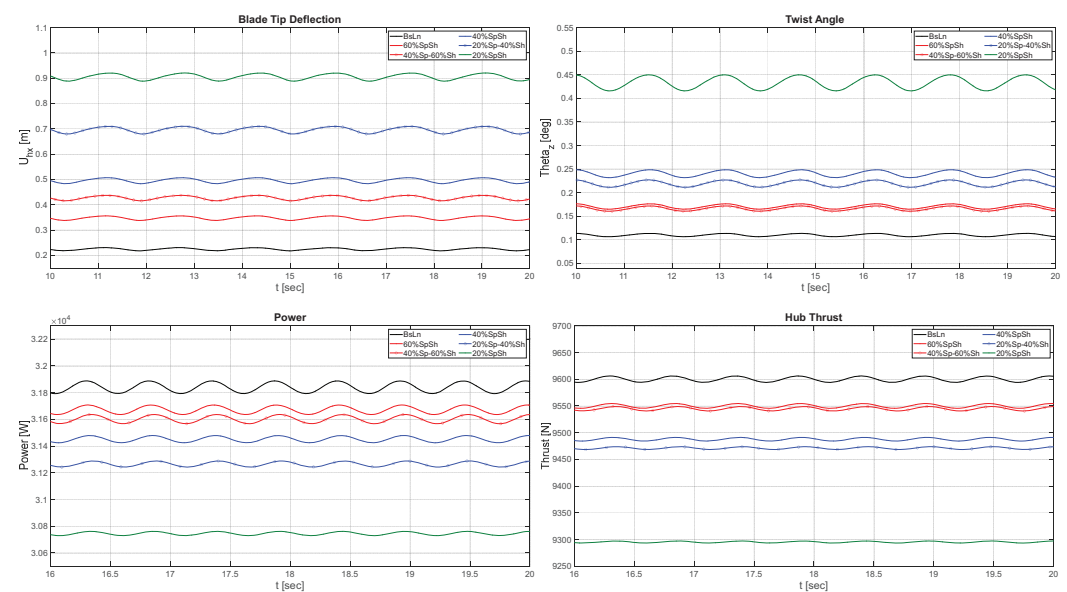 Blade Tip Deflection
1.1
1
0.9
0.8
0.7
0.6
0.5
0.4
0.3
0.2
U_hx [m]
10 11 12 13 14 15 16 17 18 19 20
t [sec]
BsLn 40%SpSh
60%SpSh 20%Sp-40%Sh
40%Sp-60%Sh 20%SpSh
Twist Angle
0.55
0.5
0.45
0.4
0.35
0.3
0.25
0.2
0.15
0.1
0.05
Theta_z [deg]
10 11 12 13 14 15 16 17 18 19 20
t [sec]
BsLn 40%SpSh
60%SpSh 20%Sp-40%Sh
40%Sp-60%Sh 20%SpSh
Power
×10^4
3.22
3.2
3.18
3.16
3.14
3.12
3.1
3.08
3.06
Power [W]
16 16.5 17 17.5 18 18.5 19 19.5 20
t [sec]
BsLn 40%SpSh
60%SpSh 20%Sp-40%Sh
40%Sp-60%Sh 20%SpSh
Hub Thrust
9700
9650
9600
9550
9500
9450
9400
9350
9300
9250
Thrust [N]
16 16.5 17 17.5 18 18.5 19 19.5 20
t [sec]
BsLn 40%SpSh
60%SpSh 20%Sp-40%Sh
40%Sp-60%Sh 20%SpSh